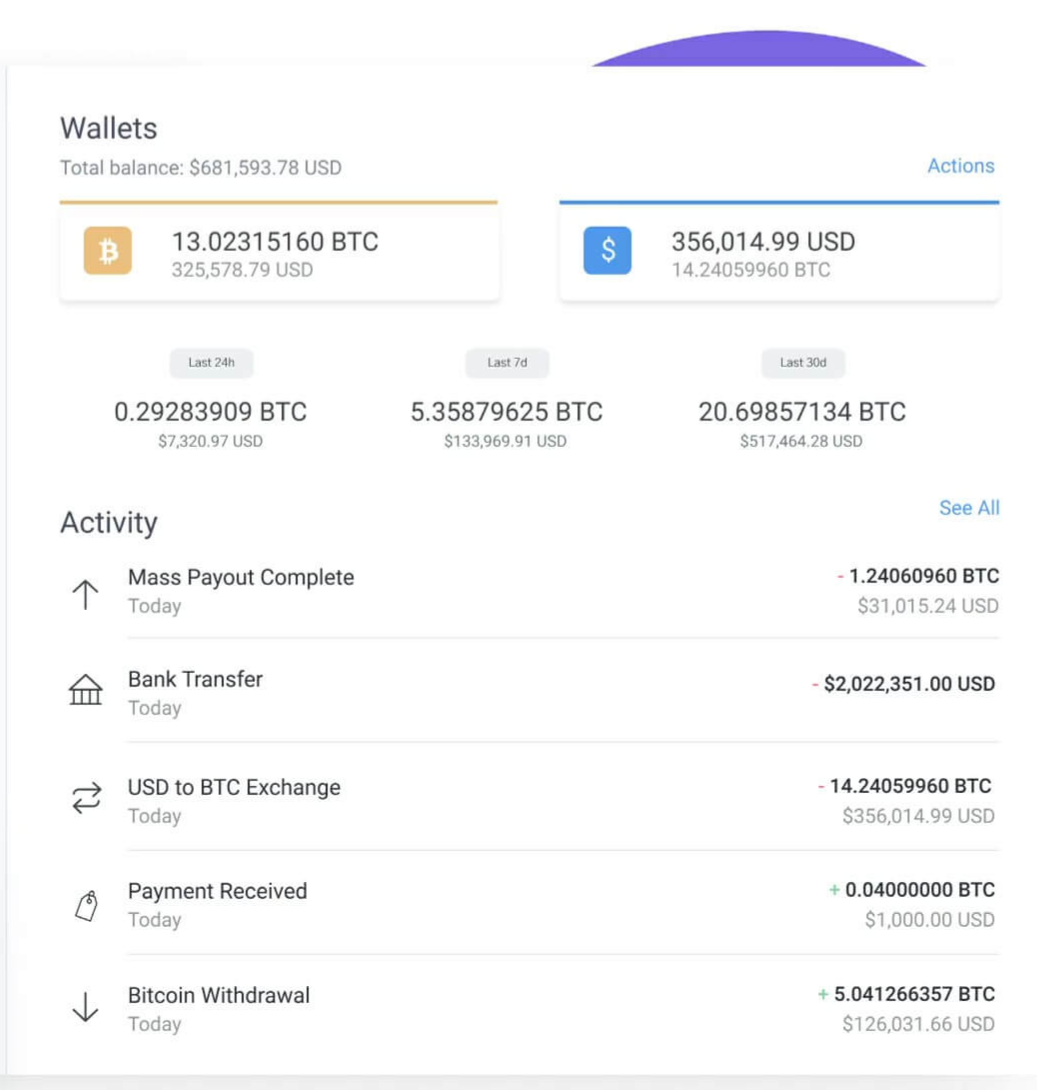 Wallets
Total balance: $681,593.78 USD
Actions
13.02315160 BTC
325,578.79 USD
$
356,014.99 USD
14.24059960 BTC
Last 24h
0.29283909 BTC
$7,320.97 USD
Last 7d
5.35879625 BTC
$133,969.91 USD
Last 30d
20.69857134 BTC
$517,464.28 USD
Activity
See All
Mass Payout Complete
- 1.24060960 BTC
Today
$31,015.24 USD
Bank Transfer
- $2,022,351.00 USD
Today
USD to BTC Exchange
- 14.24059960 BTC
Today
$356,014.99 USD
Payment Received
+ 0.04000000 BTC
Today
$1,000.00 USD
Bitcoin Withdrawal
+ 5.041266357 BTC
Today
$126,031.66 USD